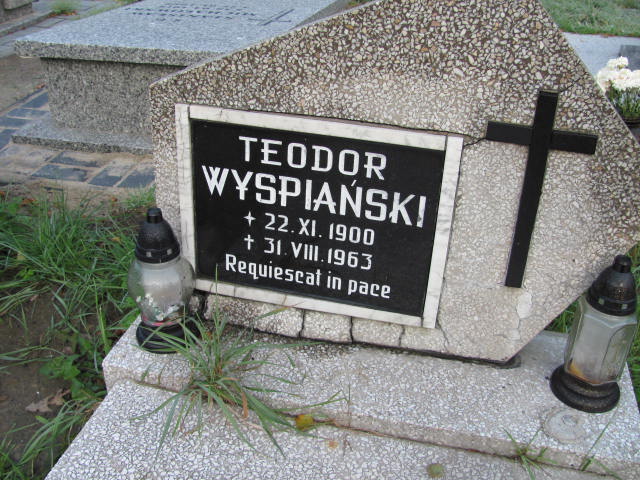 TEODOR
WYSPIAŃSKI
✦ 22.XI.1900
✝ 31.VIII.1963
Requiescat in pace